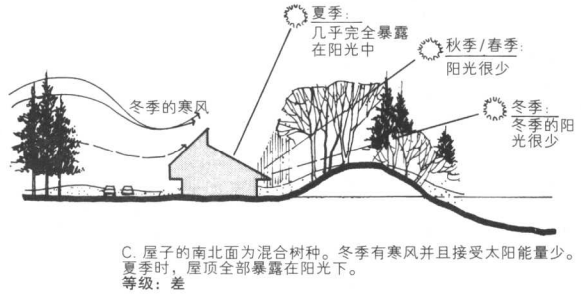 夏季：
几乎完全暴露
在阳光中
秋季/春季：
阳光很少
冬季的寒风
冬季：
冬季的阳
光很少
C. 屋子的南北面为混合树种。冬季有寒风并且接受太阳能量少。
夏季时，屋顶全部暴露在阳光下。
等级：差